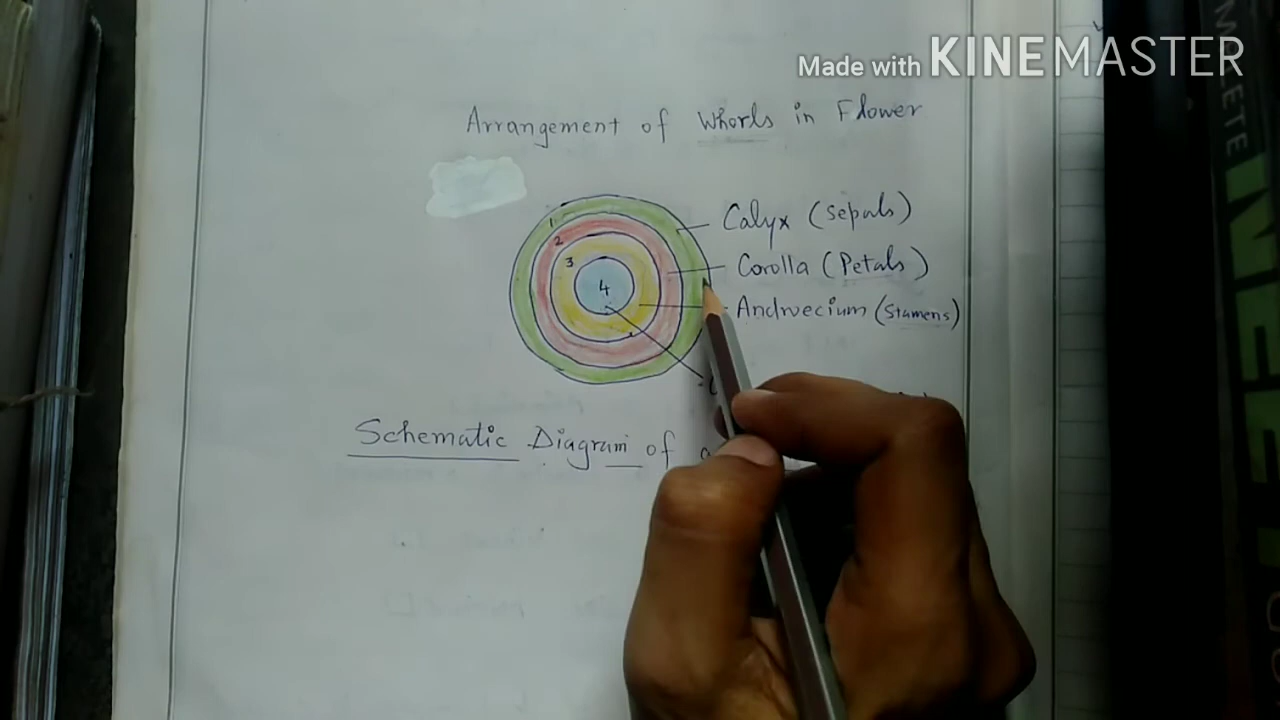 Made with KINEMASTER
Arrangement of Whorls in Flower
1
Calyx (Sepals)
2
Corolla (Petals)
3
4
Androecium (Stamens)
Schematic Diagram of